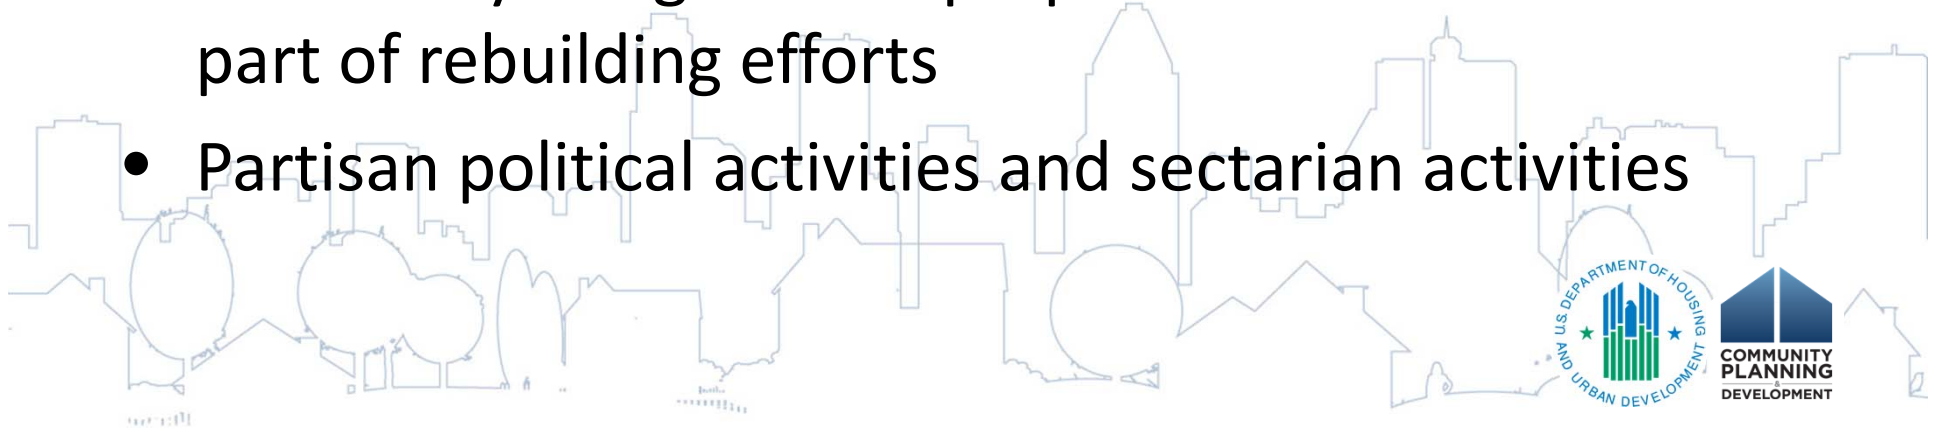 part of rebuilding efforts
• Partisan political activities and sectarian activities
U.S. DEPARTMENT OF HOUSING
AND URBAN DEVELOPMENT
COMMUNITY
PLANNING
&
DEVELOPMENT